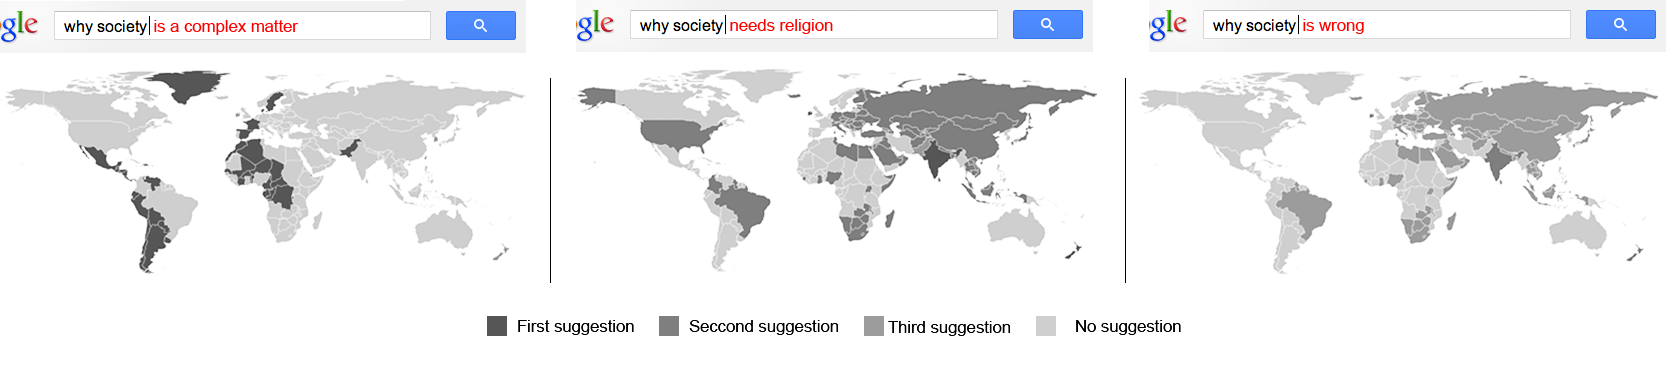 gle why society is a complex matter
gle why society needs religion
gle why society is wrong
First suggestion Seccond suggestion Third suggestion No suggestion